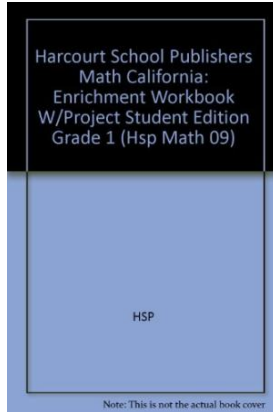 Harcourt School Publishers
Math California:
Enrichment Workbook
W/Project Student Edition
Grade 1 (Hsp Math 09)
HSP
Note: This is not the actual book cover